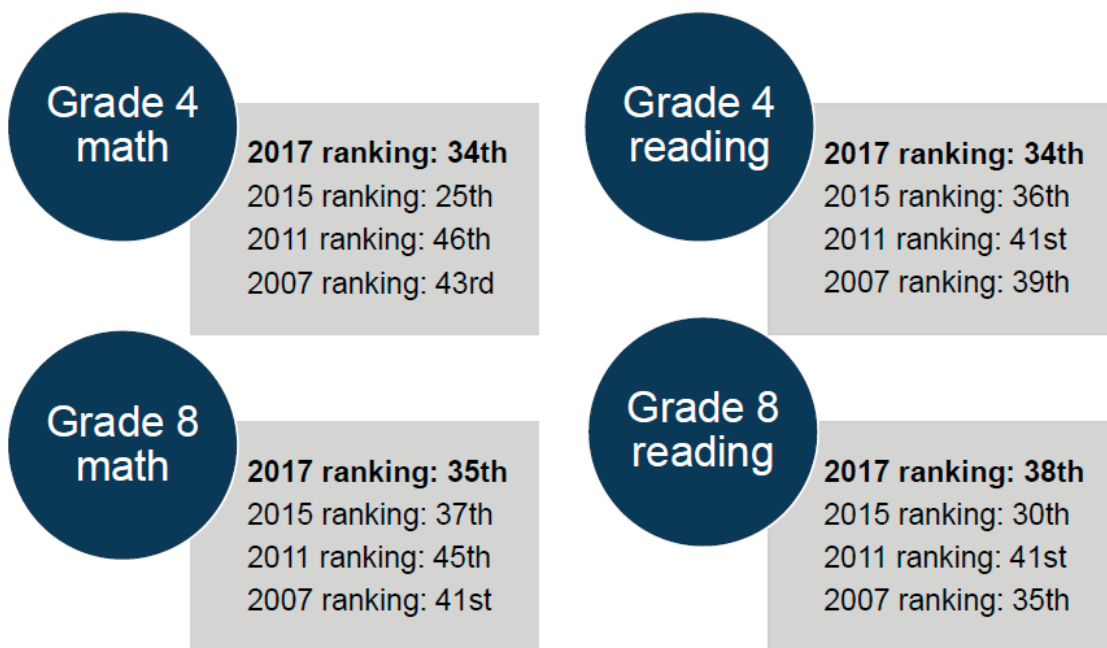 Grade 4
math
2017 ranking: 34th
2015 ranking: 25th
2011 ranking: 46th
2007 ranking: 43rd
Grade 4
reading
2017 ranking: 34th
2015 ranking: 36th
2011 ranking: 41st
2007 ranking: 39th
Grade 8
math
2017 ranking: 35th
2015 ranking: 37th
2011 ranking: 45th
2007 ranking: 41st
Grade 8
reading
2017 ranking: 38th
2015 ranking: 30th
2011 ranking: 41st
2007 ranking: 35th